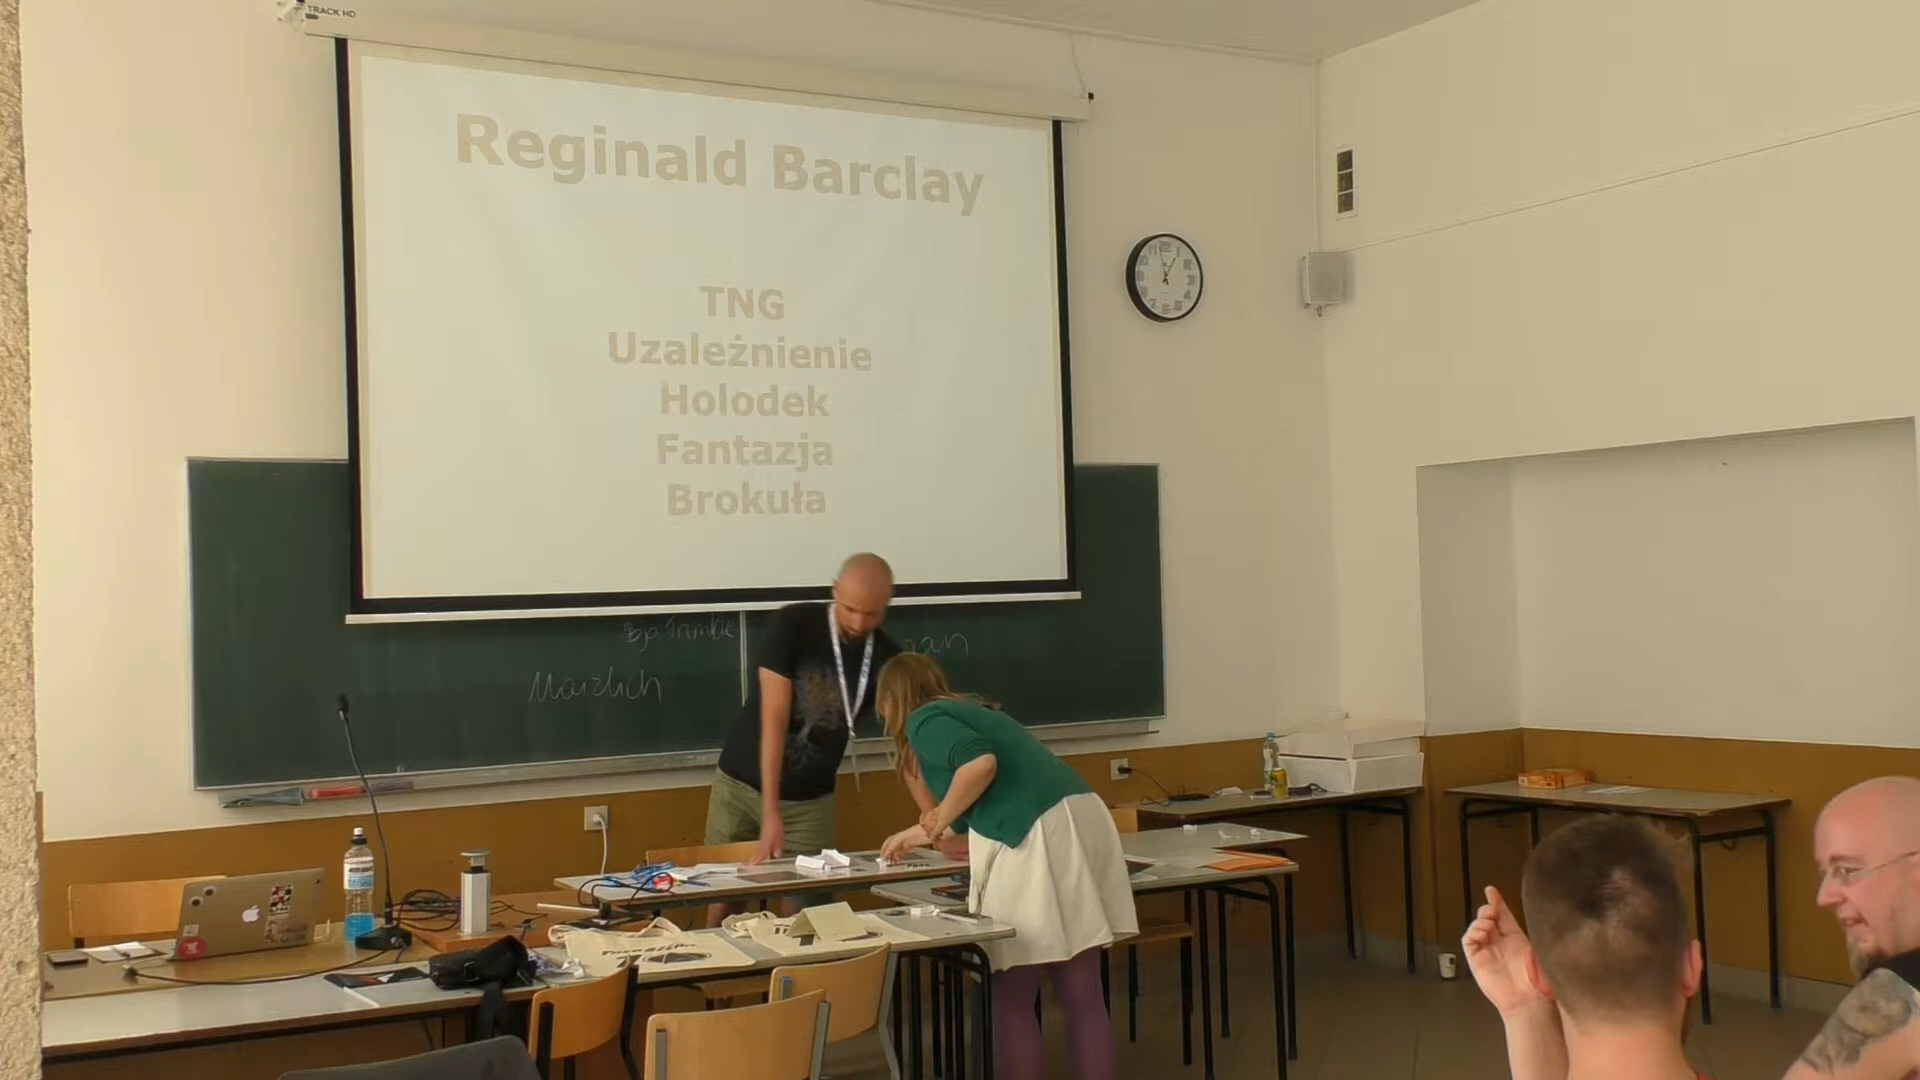 TRACK HD
Reginald Barclay
TNG
Uzależnienie
Holodek
Fantazja
Brokuła